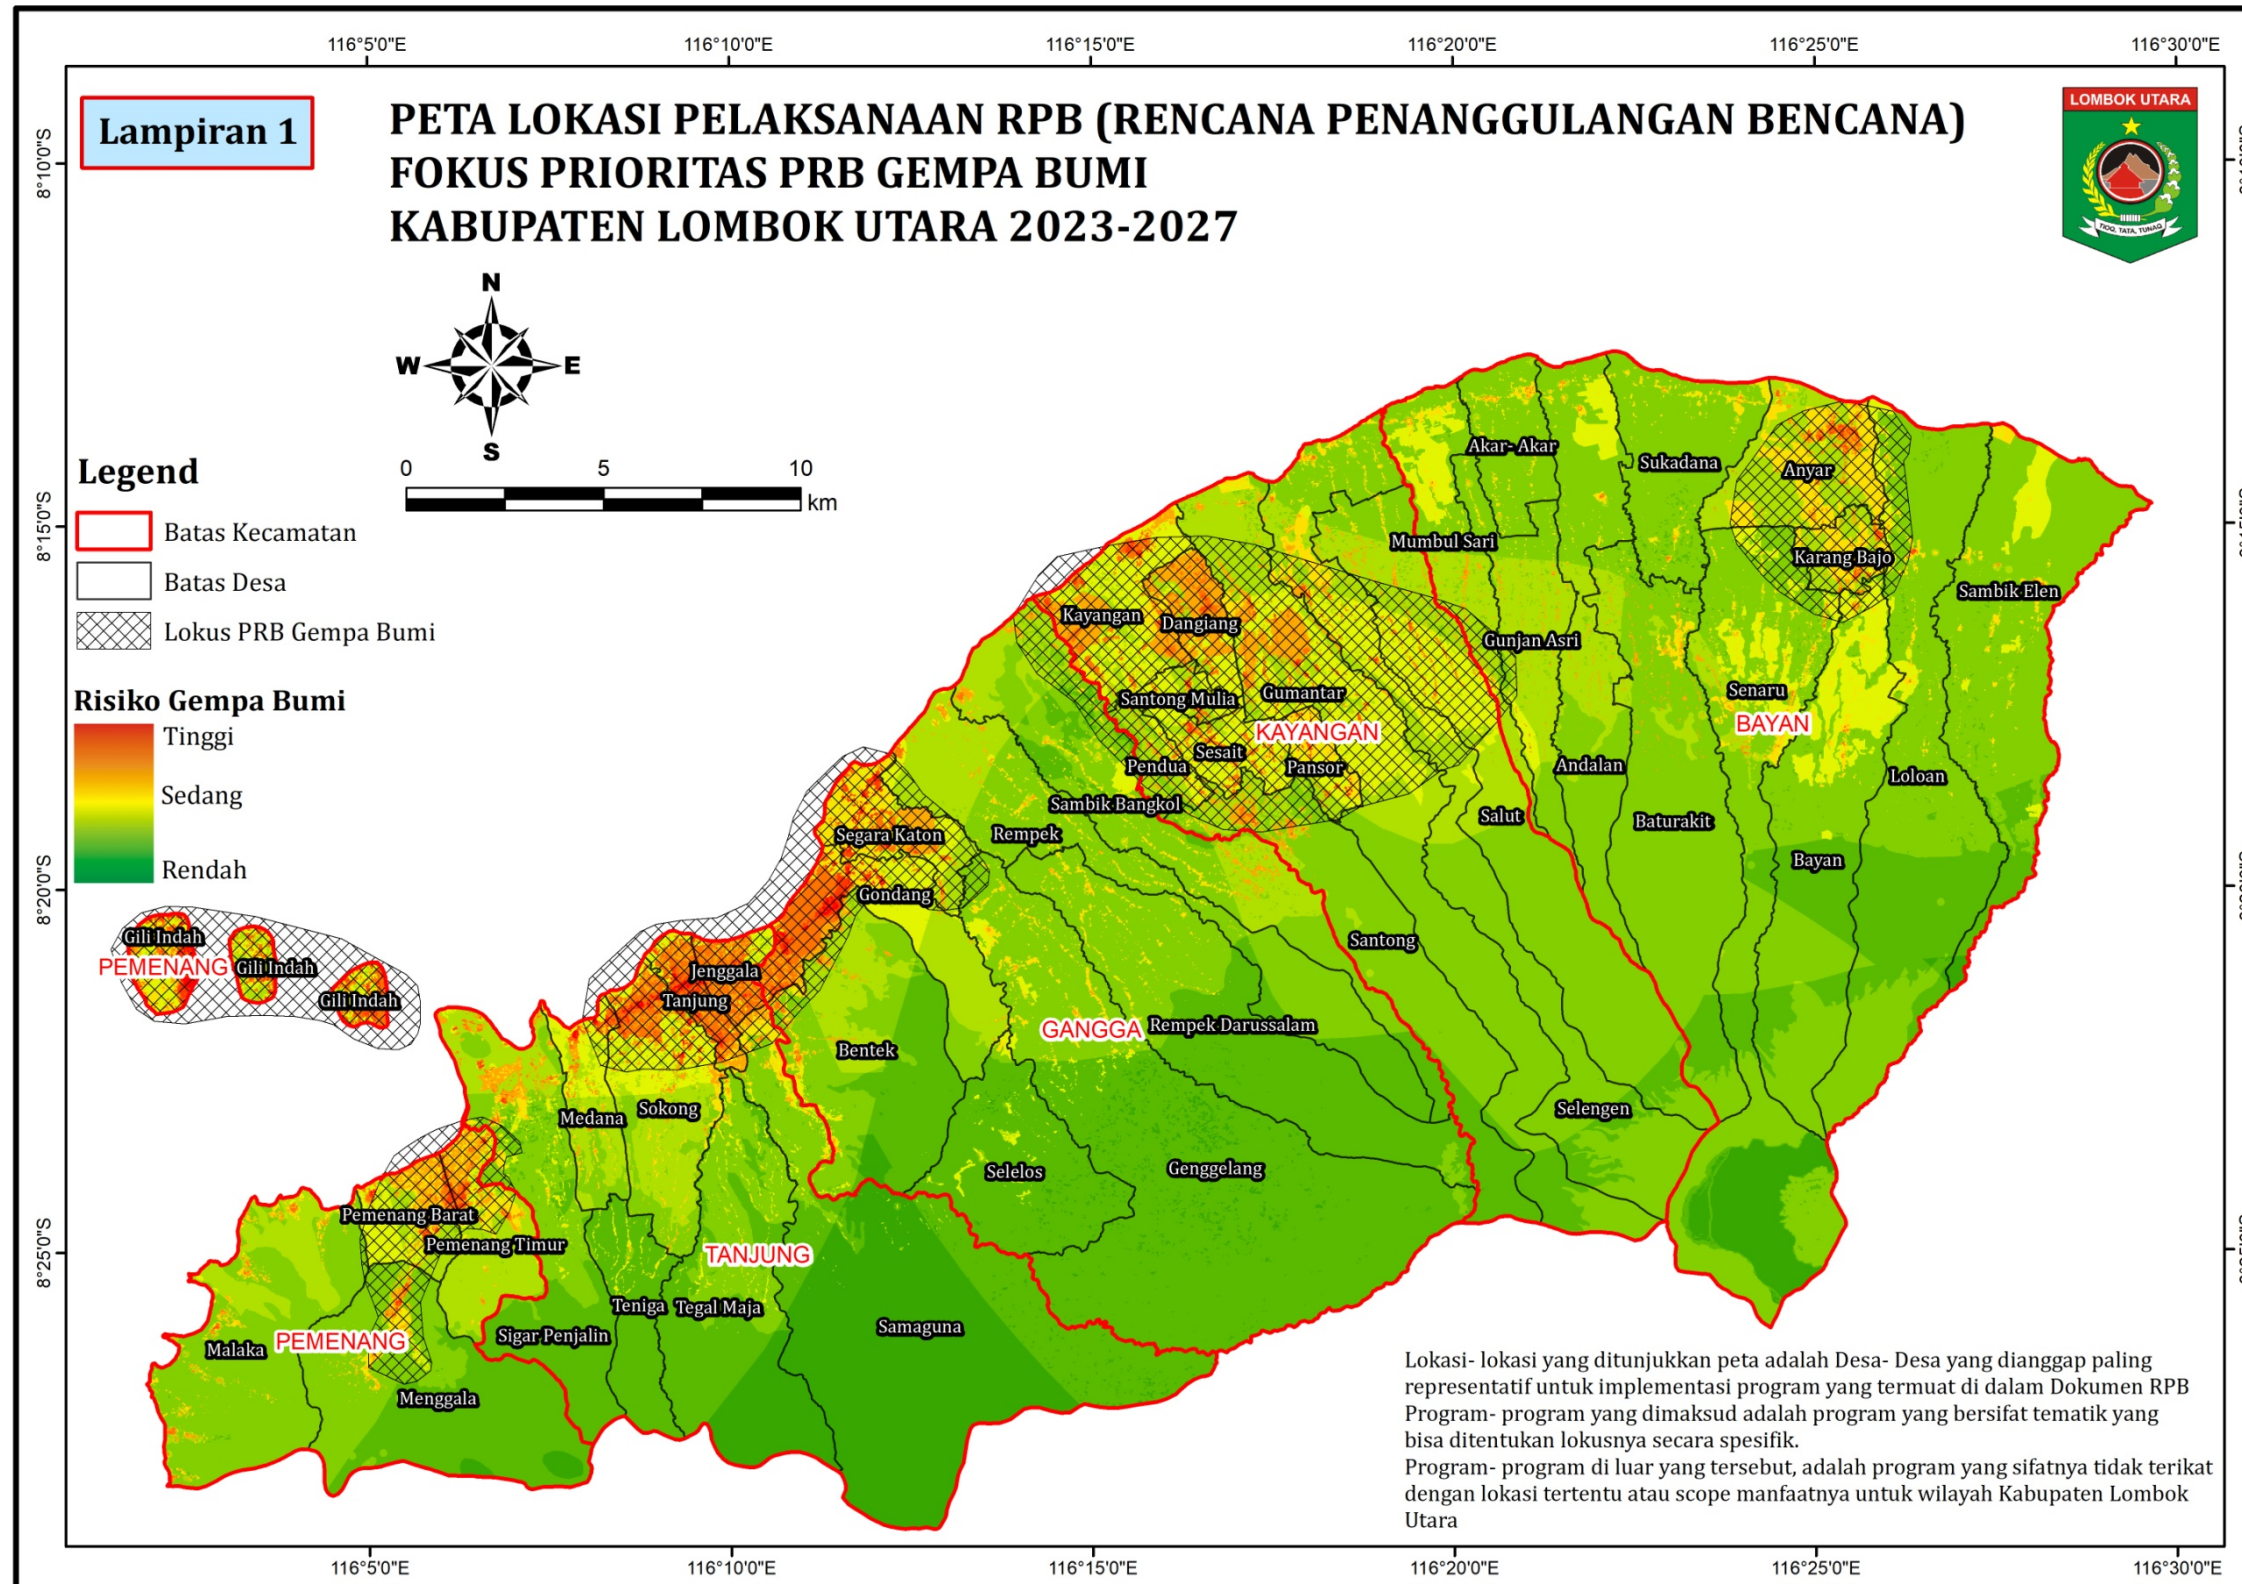 116°5'0"E
116°10'0"E
116°15'0"E
116°20'0"E
116°25'0"E
116°30'0"E
Lampiran 1
PETA LOKASI PELAKSANAAN RPB (RENCANA PENANGGULANGAN BENCANA)
FOKUS PRIORITAS PRB GEMPA BUMI
KABUPATEN LOMBOK UTARA 2023-2027
LOMBOK UTARA
TIOQ, TATA, TUNAQ
8°10'0"S
8°15'0"S
8°20'0"S
8°25'0"S
N
W
E
S
0
5
10
km
Legend
Batas Kecamatan
Batas Desa
Lokus PRB Gempa Bumi
Risiko Gempa Bumi
Tinggi
Sedang
Rendah
Akar- Akar
Sukadana
Anyar
Mumbul Sari
Karang Bajo
Sambik Elen
Kayangan
Dangiang
Gunjan Asri
Santong Mulia
Gumantar
Senaru
KAYANGAN
BAYAN
Sesait
Pendua
Pansor
Andalan
Loloan
Sambik Bangkol
Salut
Baturakit
Segara Katon
Rempek
Bayan
Gondang
Gili Indah
PEMENANG
Gili Indah
Gili Indah
Santong
Jenggala
Tanjung
GANGGA
Rempek Darussalam
Bentek
Medana
Sokong
Selengen
Selelos
Genggelang
Pemenang Barat
Pemenang Timur
TANJUNG
Teniga
Tegal Maja
Samaguna
Sigar Penjalin
Malaka
PEMENANG
Menggala
Lokasi- lokasi yang ditunjukkan peta adalah Desa- Desa yang dianggap paling
representatif untuk implementasi program yang termuat di dalam Dokumen RPB
Program- program yang dimaksud adalah program yang bersifat tematik yang
bisa ditentukan lokusnya secara spesifik.
Program- program di luar yang tersebut, adalah program yang sifatnya tidak terikat
dengan lokasi tertentu atau scope manfaatnya untuk wilayah Kabupaten Lombok
Utara
116°5'0"E
116°10'0"E
116°15'0"E
116°20'0"E
116°25'0"E
116°30'0"E